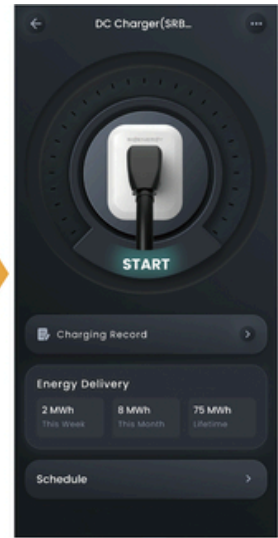 DC Charger(SRB...
START
Charging Record
Energy Delivery
2 MWh 8 MWh 75 MWh
This Week This Month Lifetime
Schedule